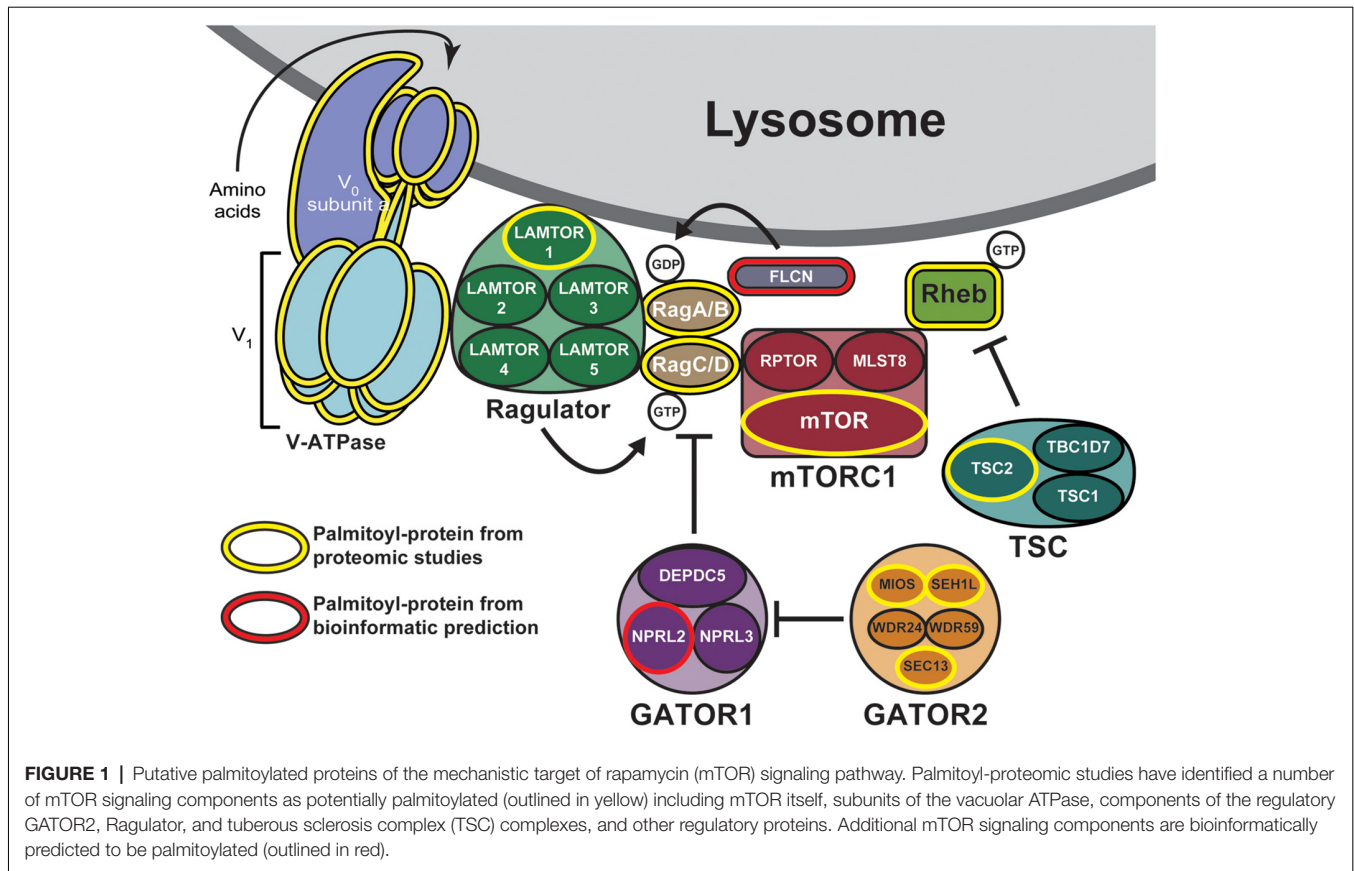 Lysosome
Amino
acids
V0
subunit a
V1
V-ATPase
LAMTOR
1
LAMTOR
2
LAMTOR
3
LAMTOR
4
LAMTOR
5
Ragulator
GDP
RagA/B
RagC/D
GTP
FLCN
GTP
Rheb
RPTOR
MLST8
mTOR
mTORC1
TSC2
TBC1D7
TSC1
TSC
Palmitoyl-protein from
proteomic studies
Palmitoyl-protein from
bioinformatic prediction
DEPDC5
NPRL2
NPRL3
GATOR1
MIOS
SEH1L
WDR24
WDR59
SEC13
GATOR2
FIGURE 1 | Putative palmitoylated proteins of the mechanistic target of rapamycin (mTOR) signaling pathway. Palmitoyl-proteomic studies have identified a number
of mTOR signaling components as potentially palmitoylated (outlined in yellow) including mTOR itself, subunits of the vacuolar ATPase, components of the regulatory
GATOR2, Ragulator, and tuberous sclerosis complex (TSC) complexes, and other regulatory proteins. Additional mTOR signaling components are bioinformatically
predicted to be palmitoylated (outlined in red).